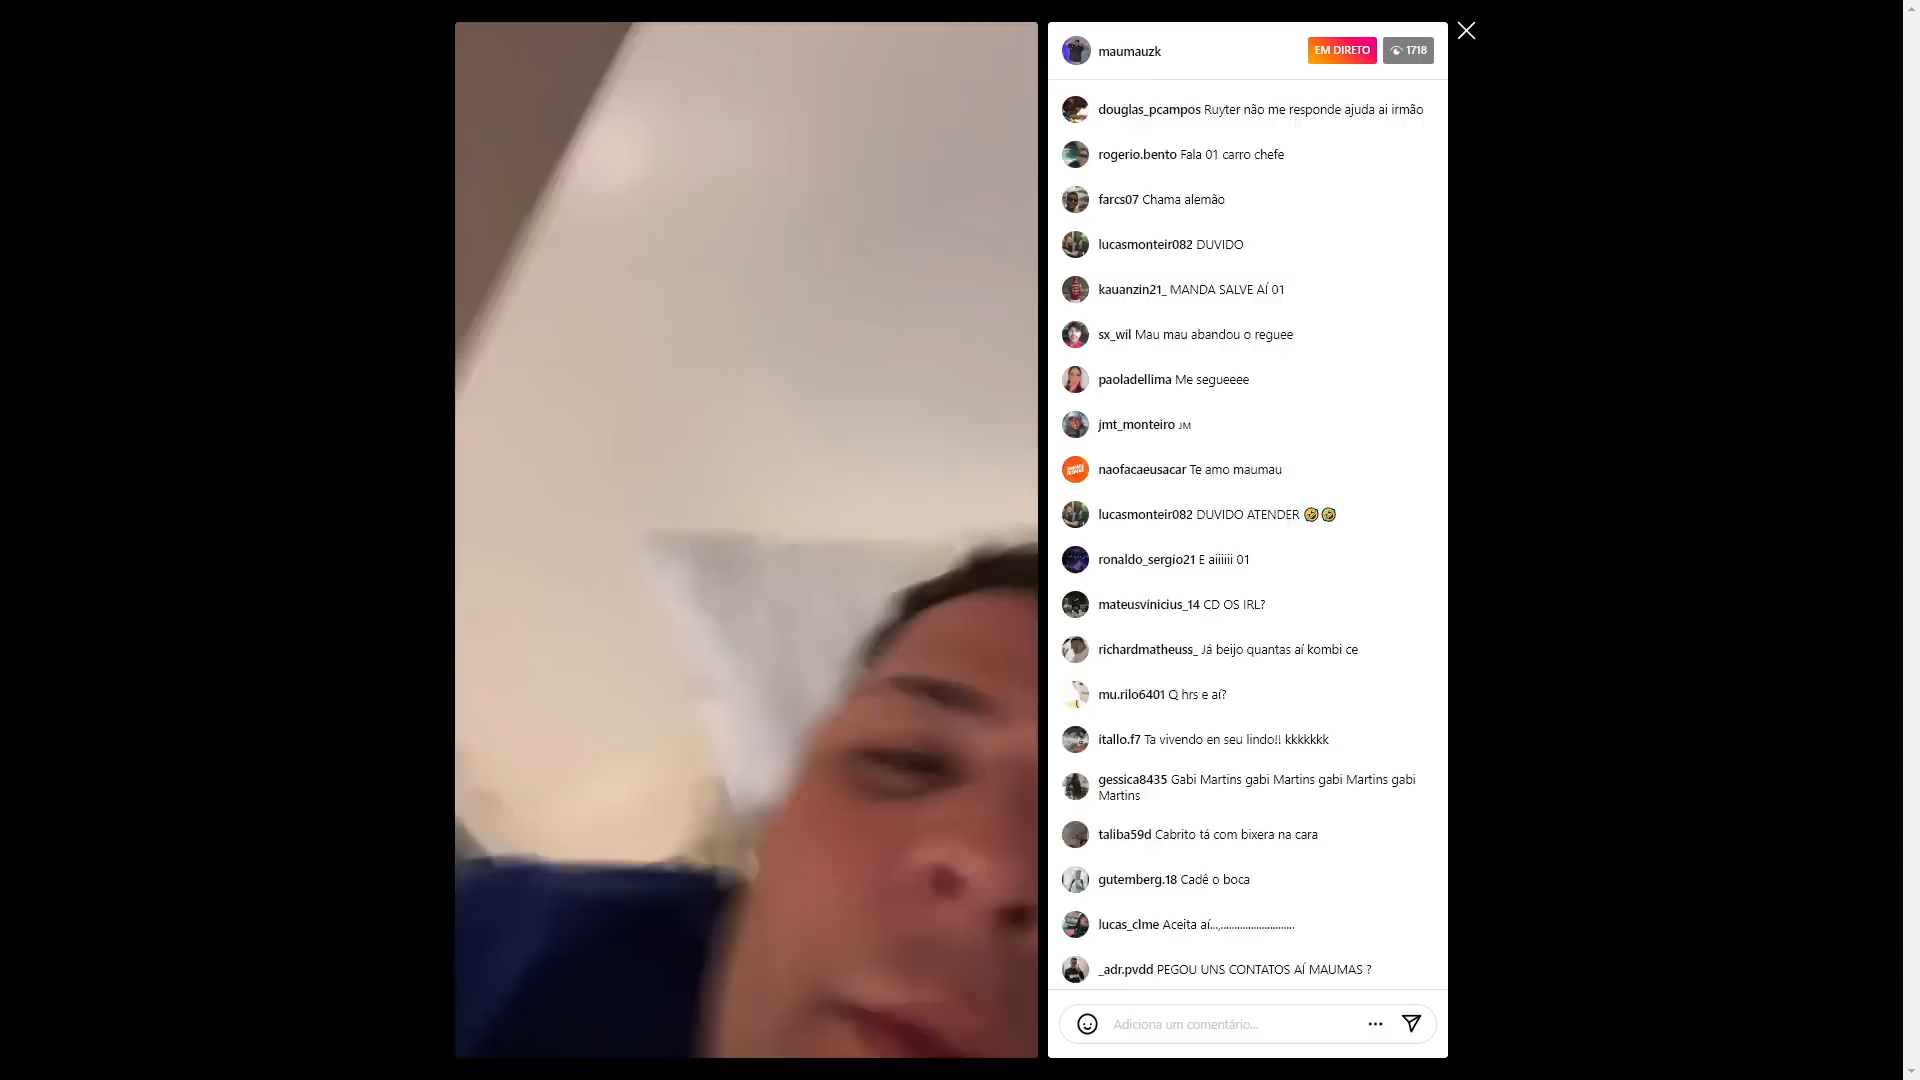 maumauzk
EM DIRETO
1718
douglas_pcampos Ruyter não me responde ajuda ai irmão
rogerio.bento Fala 01 carro chefe
farcs07 Chama alemão
lucasmonteir082 DUVIDO
kauanzin21_ MANDA SALVE AÍ 01
sx_wil Mau mau abandou o reguee
paoladellima Me segueeee
jmt_monteiro ᴊᴍ
naofacaeusacar Te amo maumau
lucasmonteir082 DUVIDO ATENDER 🤣🤣
ronaldo_sergio21 E aiiiiii 01
mateusvinicius_14 CD OS IRL?
richardmatheuss_ Já beijo quantas aí kombi ce
mu.rilo6401 Q hrs e aí?
itallo.f7 Ta vivendo en seu lindo!! kkkkkkk
gessica8435 Gabi Martins gabi Martins gabi Martins gabi
Martins
taliba59d Cabrito tá com bixera na cara
gutemberg.18 Cadê o boca
lucas_clme Aceita aí...,...........................
_adr.pvdd PEGOU UNS CONTATOS AÍ MAUMAS ?
Adiciona um comentário...